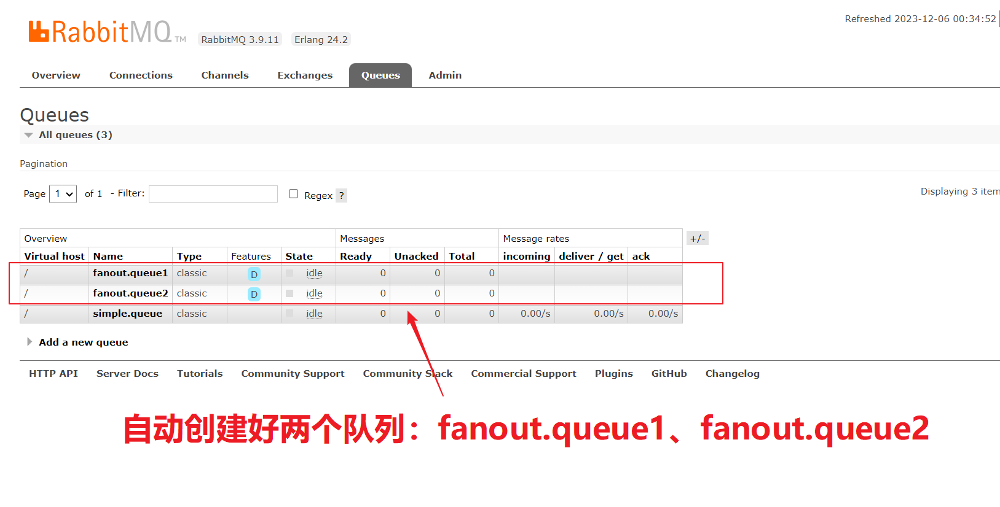 Refreshed 2023-12-06 00:34:52
RabbitMQ TM RabbitMQ 3.9.11 Erlang 24.2
Overview Connections Channels Exchanges Queues Admin
Queues
All queues (3)
Pagination
Page 1 of 1 - Filter: Regex ? Displaying 3 item
Overview Messages Message rates +/-
Virtual host Name Type Features State Ready Unacked Total incoming deliver / get ack
/ fanout.queue1 classic D idle 0 0 0
/ fanout.queue2 classic D idle 0 0 0
/ simple.queue classic idle 0 0 0 0.00/s 0.00/s 0.00/s
Add a new queue
HTTP API Server Docs Tutorials Community Support Community Slack Commercial Support Plugins GitHub Changelog
自动创建好两个队列：fanout.queue1、fanout.queue2